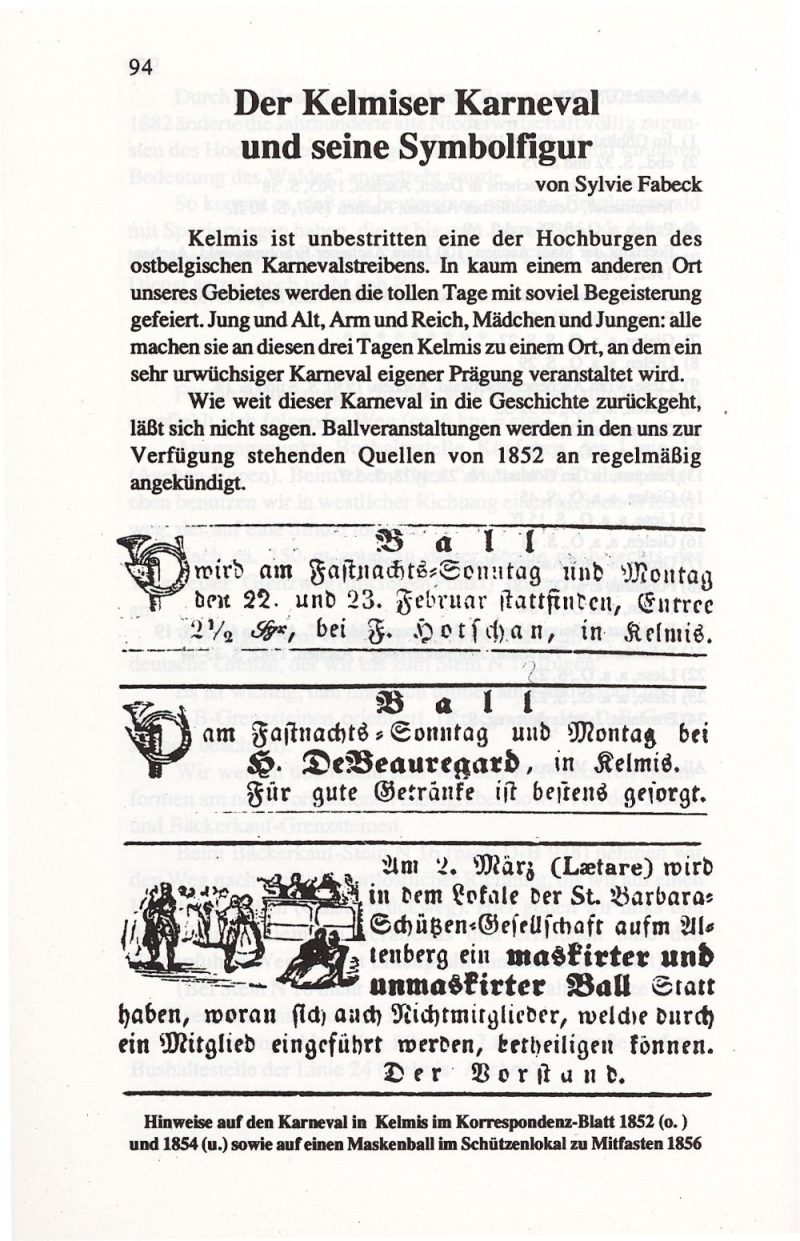 94
Der Kelmiser Karneval
und seine Symbolfigur
von Sylvie Fabeck
Kelmis ist unbestritten eine der Hochburgen des
ostbelgischen Karnevalstreibens. In kaum einem anderen Ort
unseres Gebietes werden die tollen Tage mit soviel Begeisterung
gefeiert. Jung und Alt, Arm und Reich, Mädchen und Jungen: alle
machen sie an diesen drei Tagen Kelmis zu einem Ort, an dem ein
sehr urwüchsiger Karneval eigener Prägung veranstaltet wird.
Wie weit dieser Karneval in die Geschichte zurückgeht,
läßt sich nicht sagen. Ballveranstaltungen werden in den uns zur
Verfügung stehenden Quellen von 1852 an regelmäßig
angekündigt.
Ball
wird am Fastnachts-Sonntag und Montag
den 22. und 23. Februar stattfinden, Entree
2½ Sgr, bei F. Hotschan, in Kelmis.
Ball
am Fastnachts-Sonntag und Montag bei
H. DeBeauregard, in Kelmis.
Für gute Getränke ist bestens gesorgt.
Am 2. März (Lætare) wird
in dem Lokale der St. Barbara-
Schützen-Gesellschaft aufm Al-
tenberg ein maskirter und
unmaskirter Ball Statt
haben, woran sich auch Nichtmitglieder, welche durch
ein Mitglied eingeführt werden, betheiligen können.
Der Vorstand.
Hinweise auf den Karneval in Kelmis im Korrespondenz-Blatt 1852 (o. )
und 1854 (u.) sowie auf einen Maskenball im Schützenlokal zu Mitfasten 1856